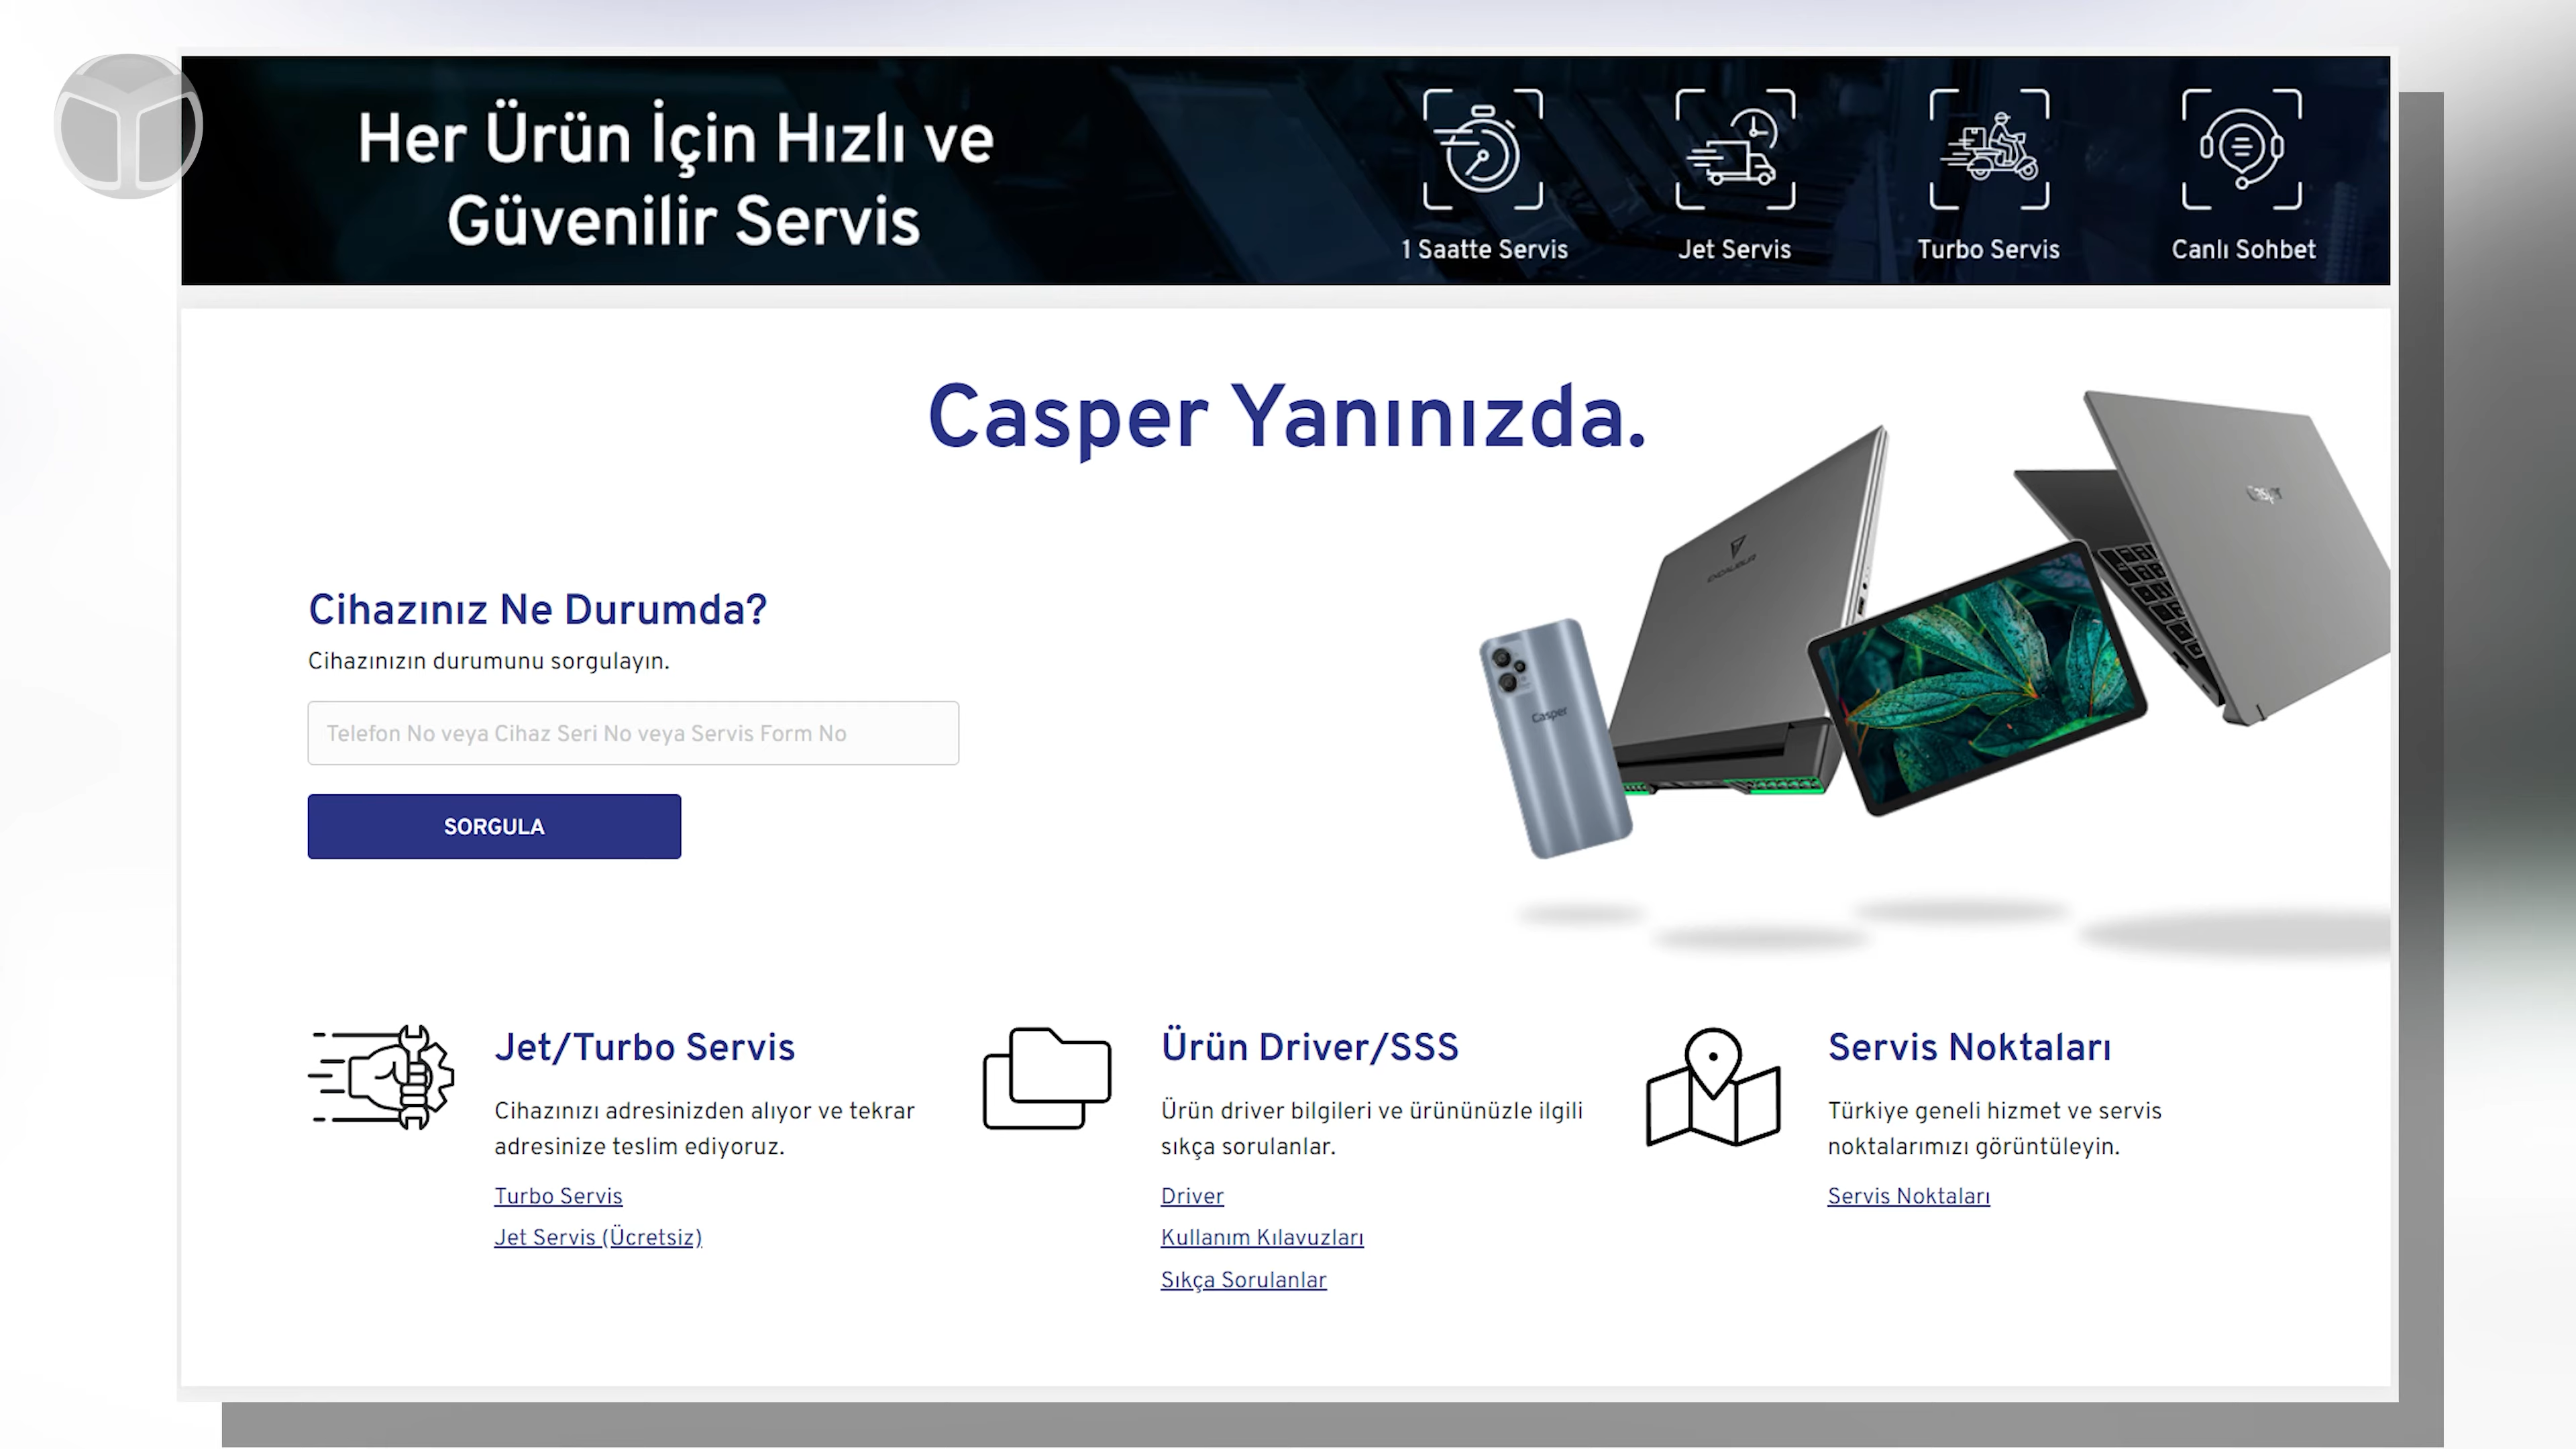 Her Ürün İçin Hızlı ve
Güvenilir Servis
1 Saatte Servis
Jet Servis
Turbo Servis
Canlı Sohbet
Casper Yanınızda.
Cihazınız Ne Durumda?
Cihazınızın durumunu sorgulayın.
Telefon No veya Cihaz Seri No veya Servis Form No
SORGULA
Casper
EXCALIBUR
Casper
Jet/Turbo Servis
Cihazınızı adresinizden alıyor ve tekrar
adresinize teslim ediyoruz.
Turbo Servis
Jet Servis (Ücretsiz)
Ürün Driver/SSS
Ürün driver bilgileri ve ürününüzle ilgili
sıkça sorulanlar.
Driver
Kullanım Kılavuzları
Sıkça Sorulanlar
Servis Noktaları
Türkiye geneli hizmet ve servis
noktalarımızı görüntüleyin.
Servis Noktaları